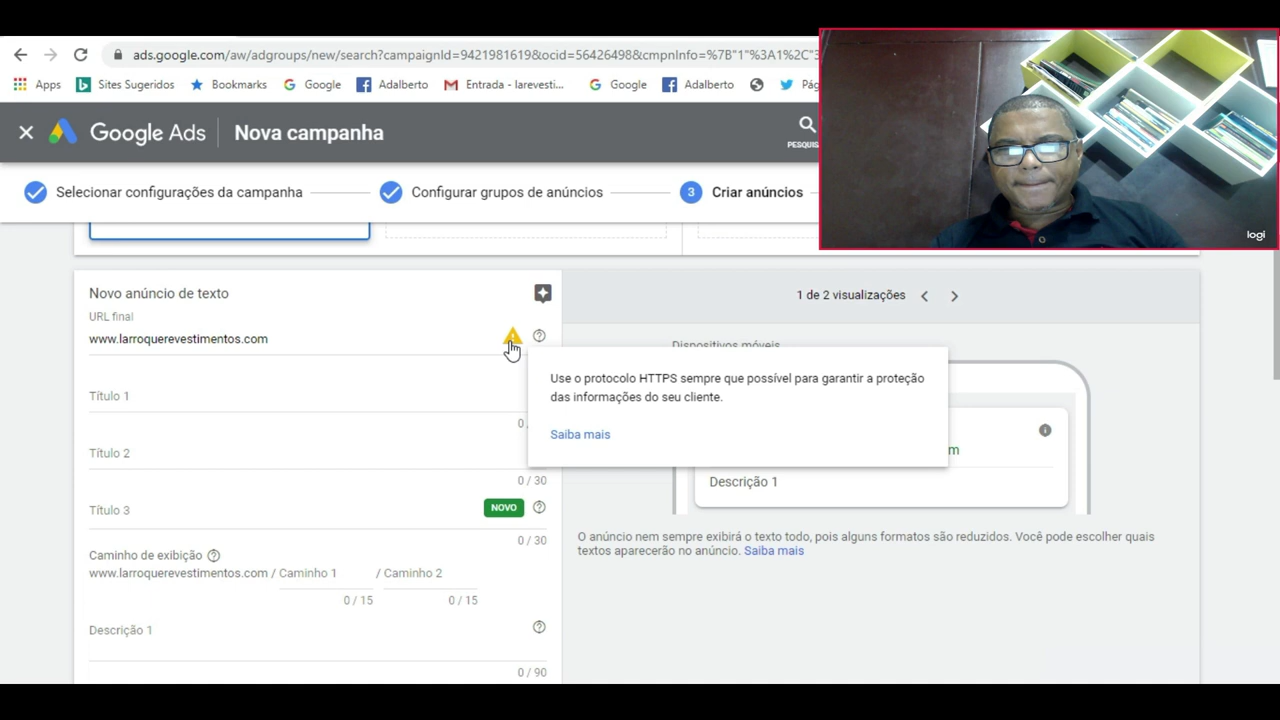 ads.google.com/aw/adgroups/new/search?campaignId=9421981619&ocid=56426498&cmpnInfo=%7B"1"%3A1%2C"3
Apps Sites Sugeridos Bookmarks Google Adalberto Entrada - larevesti... Google Adalberto Pág
Google Ads Nova campanha
PESQUIS
Selecionar configurações da campanha Configurar grupos de anúncios 3 Criar anúncios
logi
Novo anúncio de texto
1 de 2 visualizações
URL final
www.larroquerevestimentos.com
Dispositivos móveis
Use o protocolo HTTPS sempre que possível para garantir a proteção
das informações do seu cliente.
Saiba mais
Título 1
0
m
Título 2
0 / 30
Descrição 1
Título 3 NOVO
0 / 30
O anúncio nem sempre exibirá o texto todo, pois alguns formatos são reduzidos. Você pode escolher quais
textos aparecerão no anúncio. Saiba mais
Caminho de exibição
www.larroquerevestimentos.com / Caminho 1 / Caminho 2
0 / 15 0 / 15
Descrição 1
0 / 90